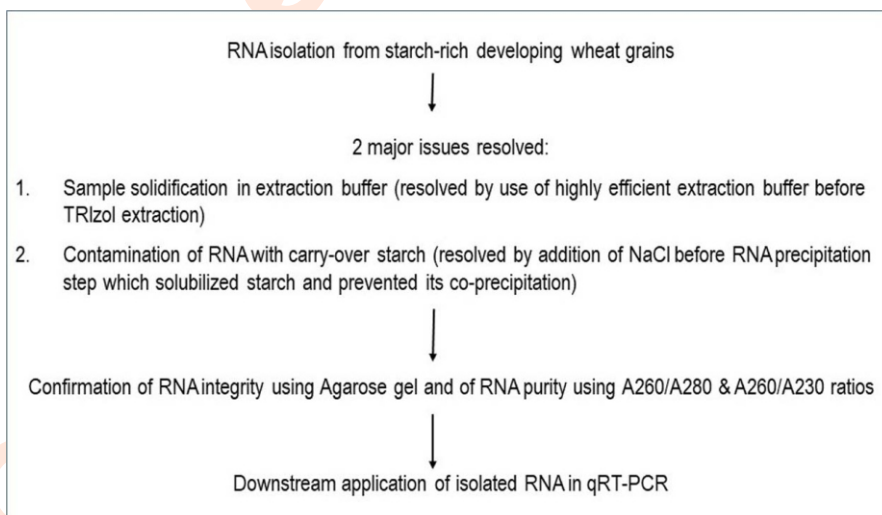 RNA isolation from starch-rich developing wheat grains
2 major issues resolved:
1. Sample solidification in extraction buffer (resolved by use of highly efficient extraction buffer before
TRIzol extraction)
2. Contamination of RNA with carry-over starch (resolved by addition of NaCl before RNA precipitation
step which solubilized starch and prevented its co-precipitation)
Confirmation of RNA integrity using Agarose gel and of RNA purity using A260/A280 & A260/A230 ratios
Downstream application of isolated RNA in qRT-PCR